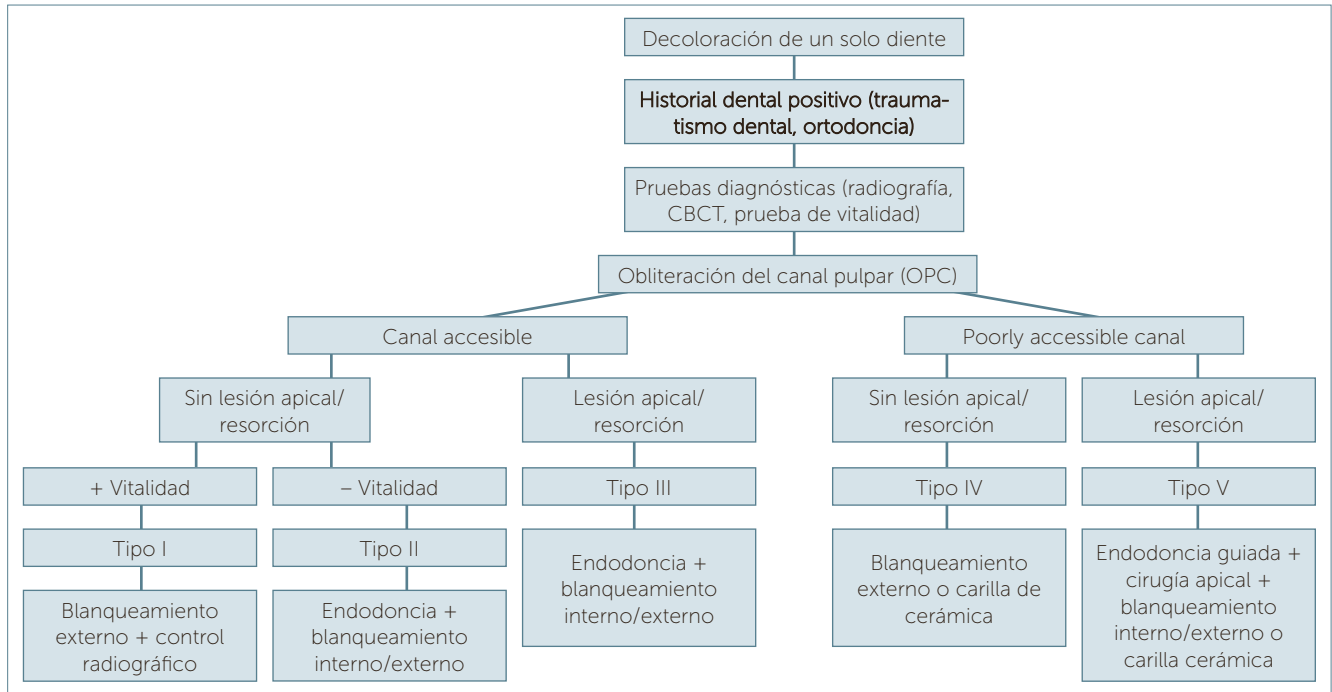 Decoloración de un solo diente
Historial dental positivo (trauma-
tismo dental, ortodoncia)
Pruebas diagnósticas (radiografía,
CBCT, prueba de vitalidad)
Obliteración del canal pulpar (OPC)
Canal accesible
Poorly accessible canal
Sin lesión apical/
resorción
Lesión apical/
resorción
Sin lesión apical/
resorción
Lesión apical/
resorción
+ Vitalidad
– Vitalidad
Tipo III
Tipo IV
Tipo V
Tipo I
Tipo II
Endodoncia +
blanqueamiento
interno/externo
Blanqueamiento
externo o carilla de
cerámica
Endodoncia guiada +
cirugía apical +
blanqueamiento
interno/externo o
carilla cerámica
Blanqueamiento
externo + control
radiográfico
Endodoncia +
blanqueamiento
interno/externo